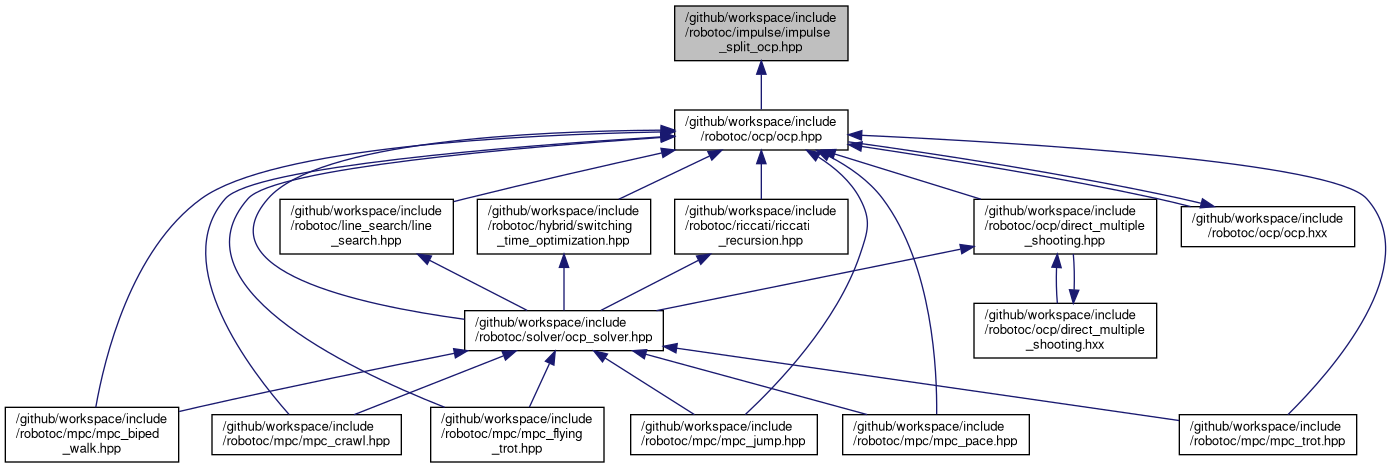 /github/workspace/include
/robotoc/impulse/impulse
_split_ocp.hpp
/github/workspace/include
/robotoc/ocp/ocp.hpp
/github/workspace/include
/robotoc/line_search/line
_search.hpp
/github/workspace/include
/robotoc/hybrid/switching
_time_optimization.hpp
/github/workspace/include
/robotoc/riccati/riccati
_recursion.hpp
/github/workspace/include
/robotoc/ocp/direct_multiple
_shooting.hpp
/github/workspace/include
/robotoc/ocp/ocp.hxx
/github/workspace/include
/robotoc/solver/ocp_solver.hpp
/github/workspace/include
/robotoc/ocp/direct_multiple
_shooting.hxx
/github/workspace/include
/robotoc/mpc/mpc_biped
_walk.hpp
/github/workspace/include
/robotoc/mpc/mpc_crawl.hpp
/github/workspace/include
/robotoc/mpc/mpc_flying
_trot.hpp
/github/workspace/include
/robotoc/mpc/mpc_jump.hpp
/github/workspace/include
/robotoc/mpc/mpc_pace.hpp
/github/workspace/include
/robotoc/mpc/mpc_trot.hpp